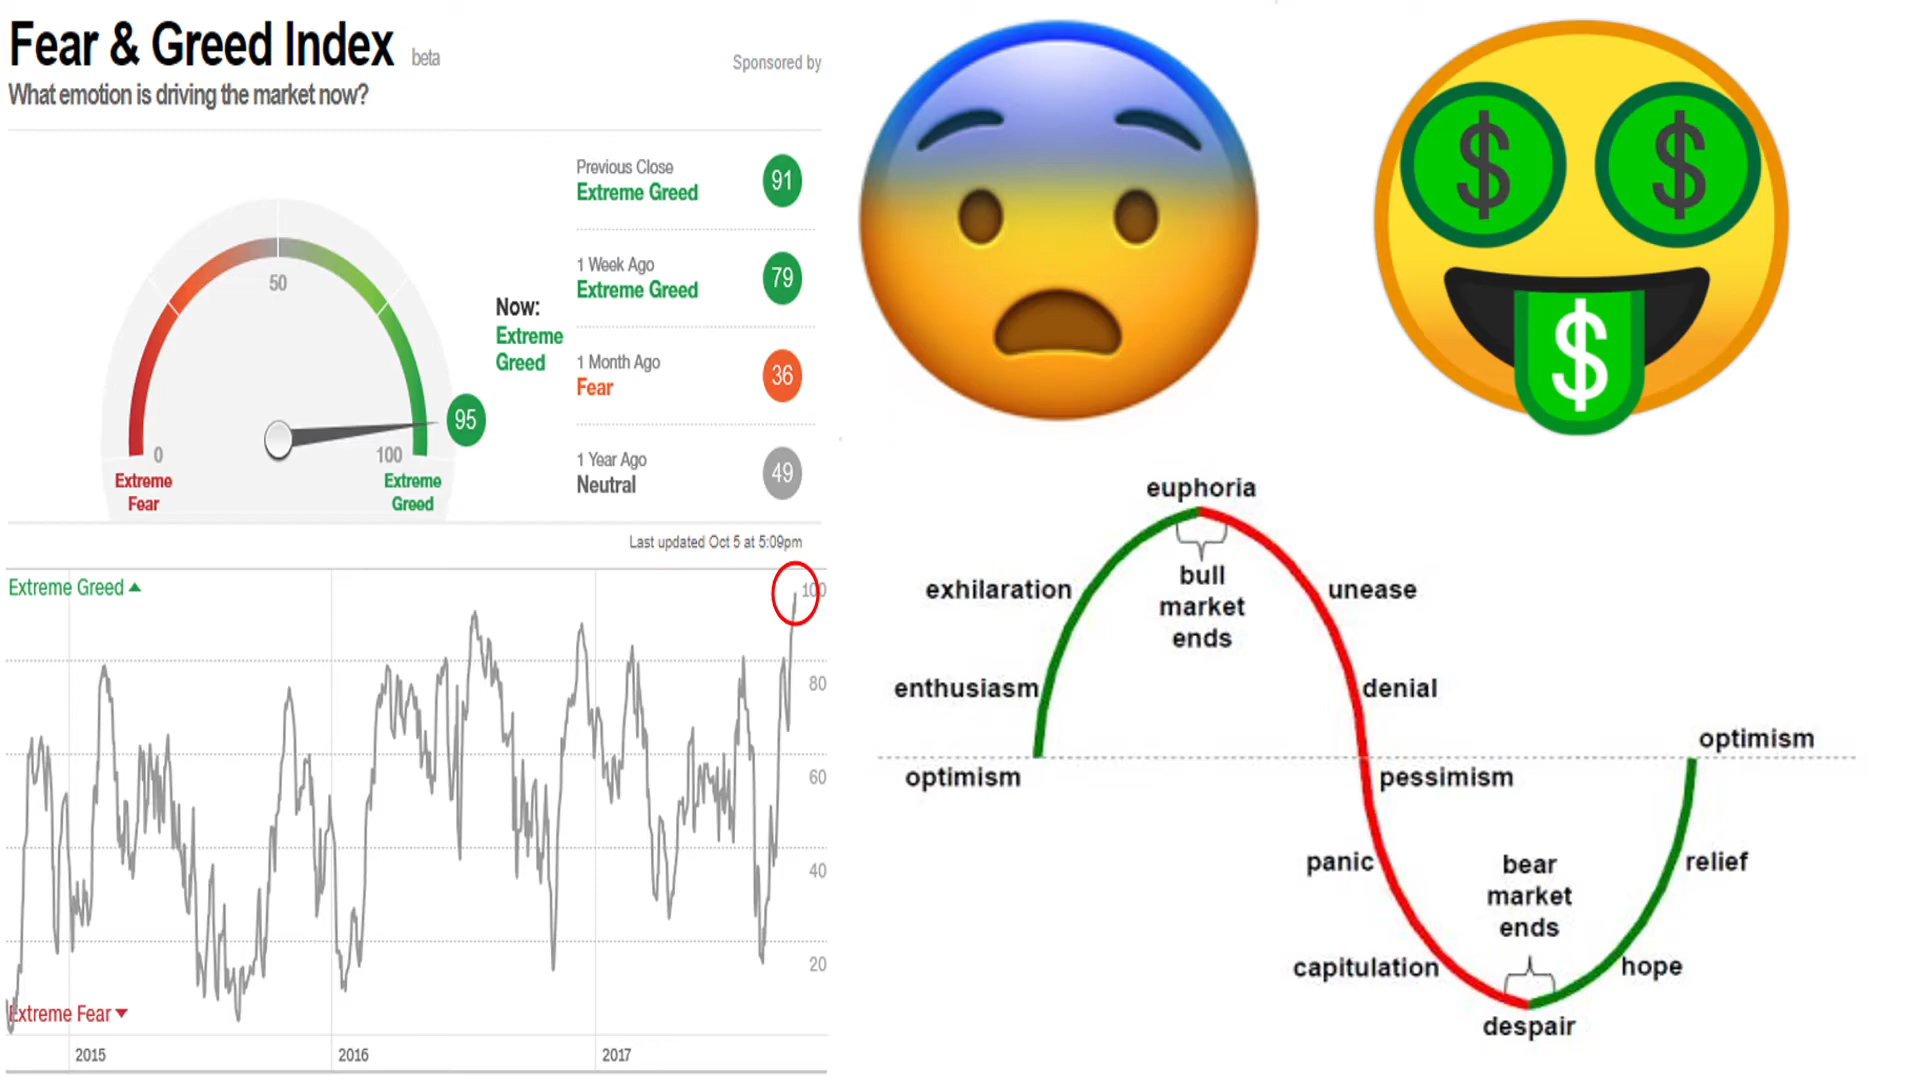 Fear & Greed Index beta
Sponsored by
What emotion is driving the market now?
Previous Close
Extreme Greed
91
1 Week Ago
Extreme Greed
79
1 Month Ago
Fear
36
1 Year Ago
Neutral
49
Now:
Extreme
Greed
50
95
0
100
Extreme
Fear
Extreme
Greed
Last updated Oct 5 at 5:09pm
Extreme Greed ▲
100
80
60
40
20
Extreme Fear ▼
2015
2016
2017
$
$
$
euphoria
bull
market
ends
exhilaration
unease
enthusiasm
denial
optimism
optimism
pessimism
panic
bear
market
ends
relief
capitulation
hope
despair